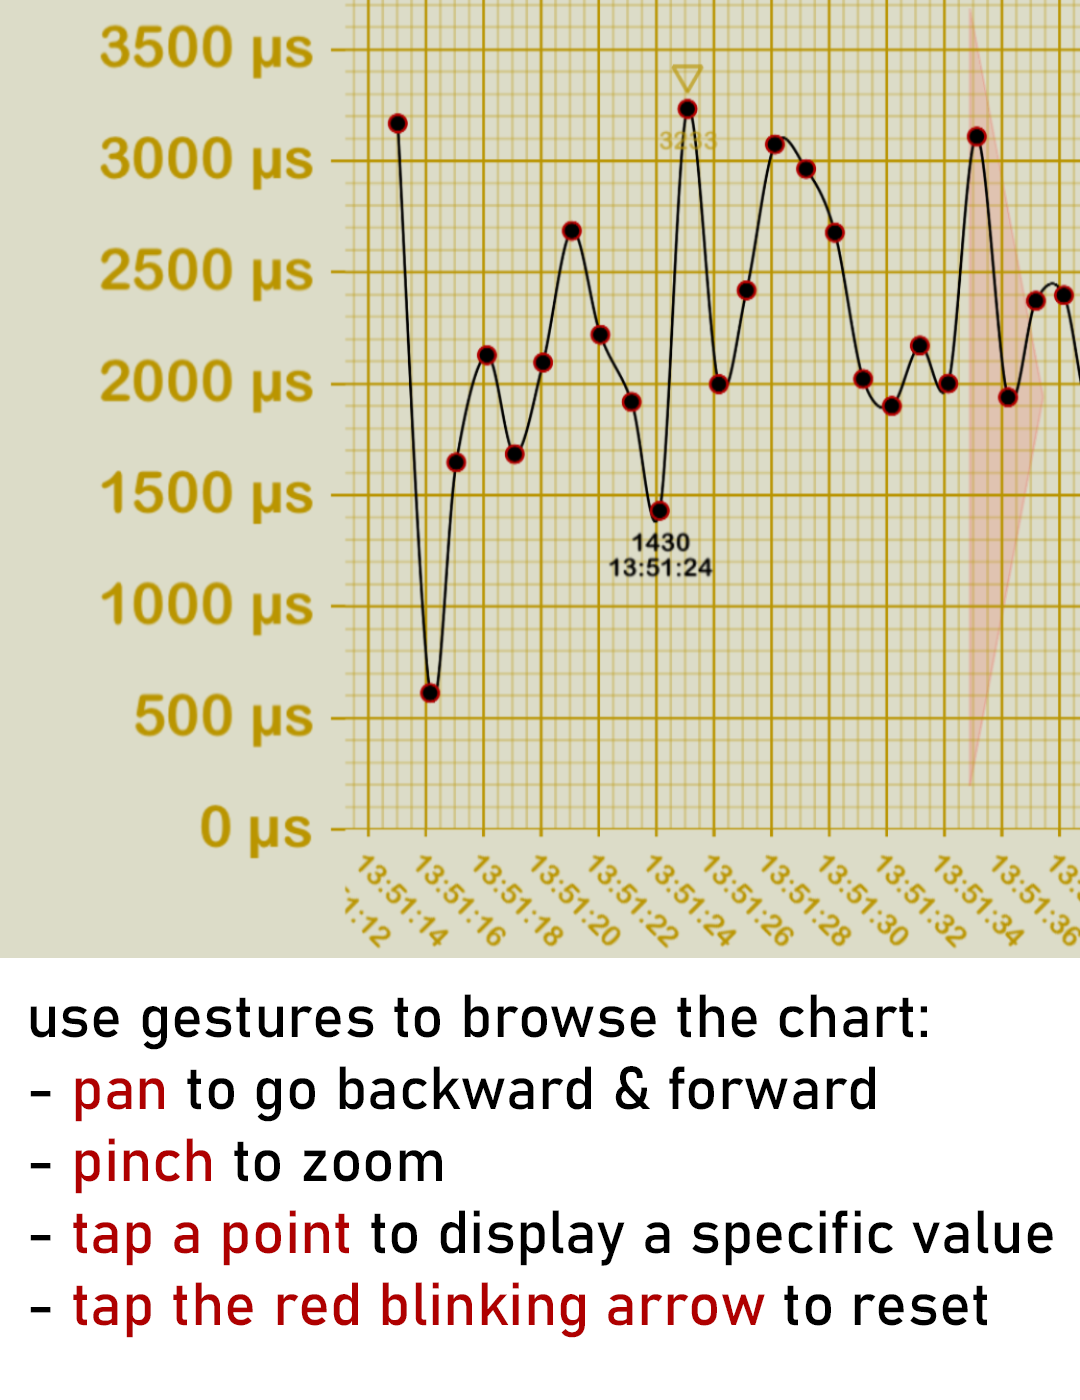 3500 µs
3000 µs
2500 µs
2000 µs
1500 µs
1000 µs
500 µs
0 µs
3233
1430
13:51:24
1:12
13:51:14
13:51:16
13:51:18
13:51:20
13:51:22
13:51:24
13:51:26
13:51:28
13:51:30
13:51:32
13:51:34
13:51:36
13:
use gestures to browse the chart:
- pan to go backward & forward
- pinch to zoom
- tap a point to display a specific value
- tap the red blinking arrow to reset